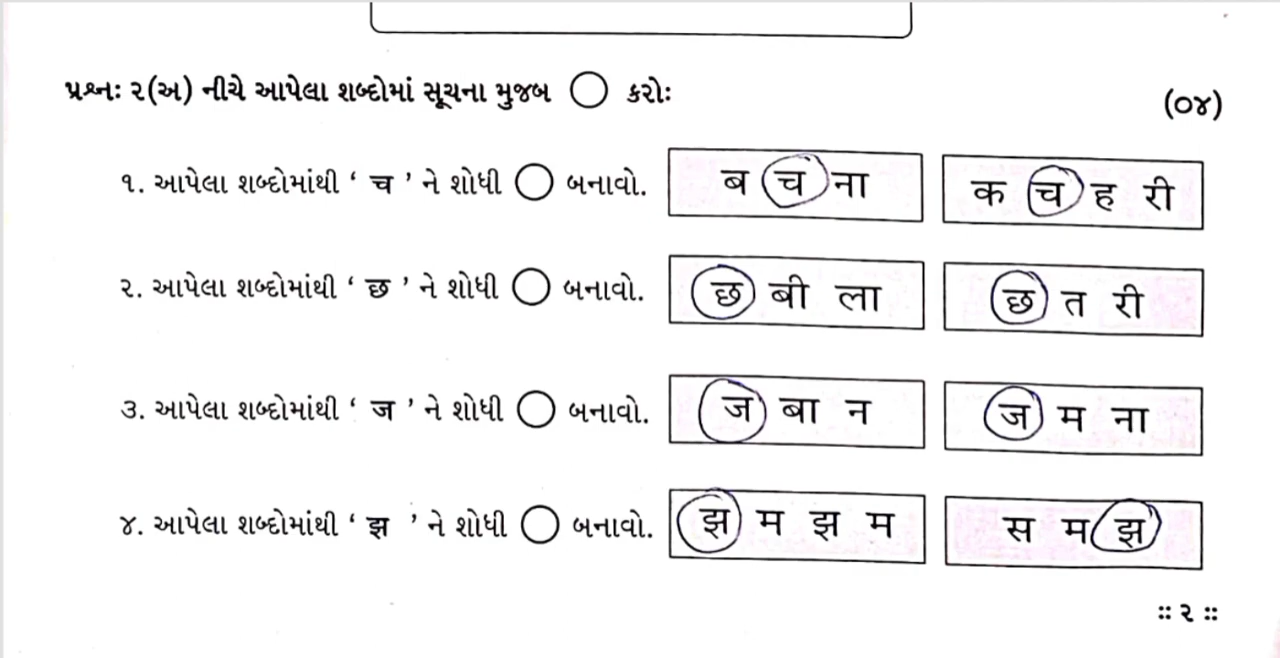 પ્રશ્નઃ ૨(અ) નીચે આપેલા શબ્દોમાં સૂચના મુજબ ◯ કરોઃ (૦૪)
૧. આપેલા શબ્દોમાંથી ‘ च ’ ને શોધી ◯ બનાવો. ब च ना क च ह री
૨. આપેલા શબ્દોમાંથી ‘ छ ’ ને શોધી ◯ બનાવો. छ बी ला छ त री
૩. આપેલા શબ્દોમાંથી ‘ ज ’ ને શોધી ◯ બનાવો. ज बा न ज म ना
૪. આપેલા શબ્દોમાંથી ‘ झ ’ ને શોધી ◯ બનાવો. झ म झ म स म झ
:: ૨ ::